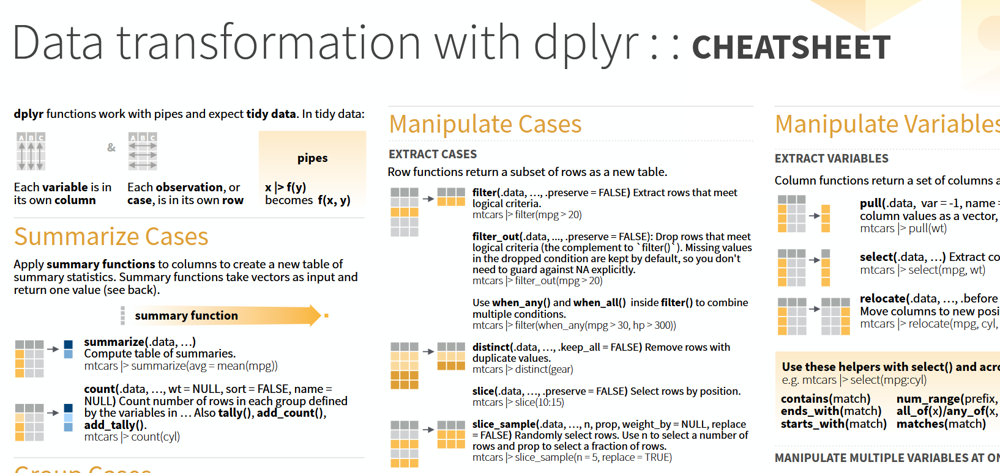 Data transformation with dplyr : : CHEATSHEET
dplyr functions work with pipes and expect tidy data. In tidy data:
A B C
&
A B C
pipes
Each variable is in
its own column
Each observation, or
case, is in its own row
x |> f(y)
becomes f(x, y)
Summarize Cases
Apply summary functions to columns to create a new table of
summary statistics. Summary functions take vectors as input and
return one value (see back).
summary function
summarize(.data, …)
Compute table of summaries.
mtcars |> summarize(avg = mean(mpg))
count(.data, …, wt = NULL, sort = FALSE, name =
NULL) Count number of rows in each group defined
by the variables in … Also tally(), add_count(),
add_tally().
mtcars |> count(cyl)
Group Cases
Manipulate Cases
EXTRACT CASES
Row functions return a subset of rows as a new table.
filter(.data, …, .preserve = FALSE) Extract rows that meet
logical criteria.
mtcars |> filter(mpg > 20)
filter_out(.data, ..., .preserve = FALSE): Drop rows that meet
logical criteria (the complement to `filter()`). Missing values
in the dropped condition are kept by default, so you don't
need to guard against NA explicitly.
mtcars |> filter_out(mpg > 20)
Use when_any() and when_all() inside filter() to combine
multiple conditions.
mtcars |> filter(when_any(mpg > 30, hp > 300))
distinct(.data, …, .keep_all = FALSE) Remove rows with
duplicate values.
mtcars |> distinct(gear)
slice(.data, …, .preserve = FALSE) Select rows by position.
mtcars |> slice(10:15)
slice_sample(.data, …, n, prop, weight_by = NULL, replace
= FALSE) Randomly select rows. Use n to select a number of
rows and prop to select a fraction of rows.
mtcars |> slice_sample(n = 5, replace = TRUE)
Manipulate Variables
EXTRACT VARIABLES
Column functions return a set of columns a
pull(.data, var = -1, name =
column values as a vector,
mtcars |> pull(wt)
select(.data, …) Extract co
mtcars |> select(mpg, wt)
relocate(.data, …, .before
Move columns to new posi
mtcars |> relocate(mpg, cyl,
Use these helpers with select() and acro
e.g. mtcars |> select(mpg:cyl)
contains(match) num_range(prefix,
ends_with(match) all_of(x)/any_of(x,
starts_with(match) matches(match)
MANIPULATE MULTIPLE VARIABLES AT ON